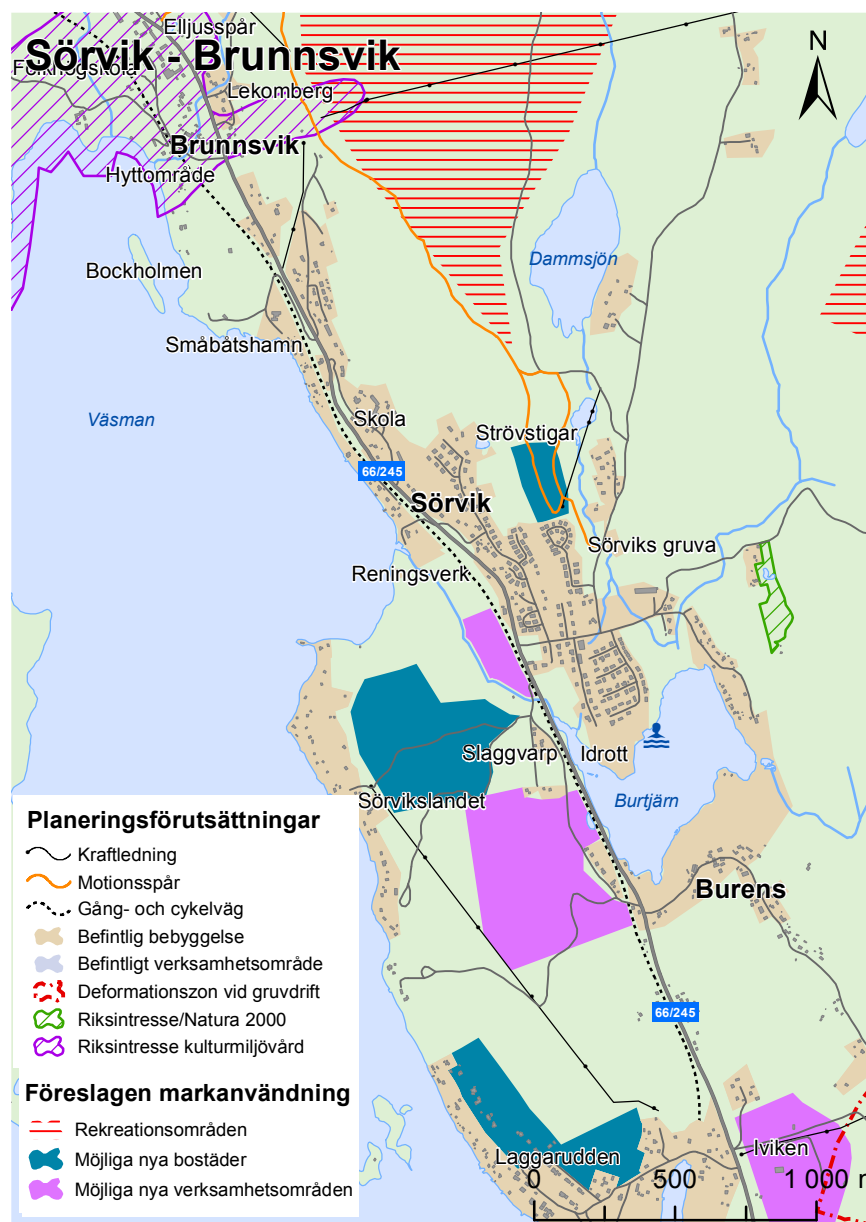 Elljusspår
Sörvik - Brunnsvik
Folkhögskola
N
Lekomberg
Brunnsvik
Hyttområde
Dammsjön
Bockholmen
Småbåtshamn
Väsman
Skola
Strövstigar
66/245
Sörvik
Sörviks gruva
Reningsverk
Slaggvarp
Idrott
Sörvikslandet
Burtjärn
Burens
66/245
Planeringsförutsättningar
Kraftledning
Motionsspår
Gång- och cykelväg
Befintlig bebyggelse
Befintligt verksamhetsområde
Deformationszon vid gruvdrift
Riksintresse/Natura 2000
Riksintresse kulturmiljövård
Föreslagen markanvändning
Rekreationsområden
Möjliga nya bostäder
Möjliga nya verksamhetsområden
Laggarudden
Iviken
0 500 1 000 m